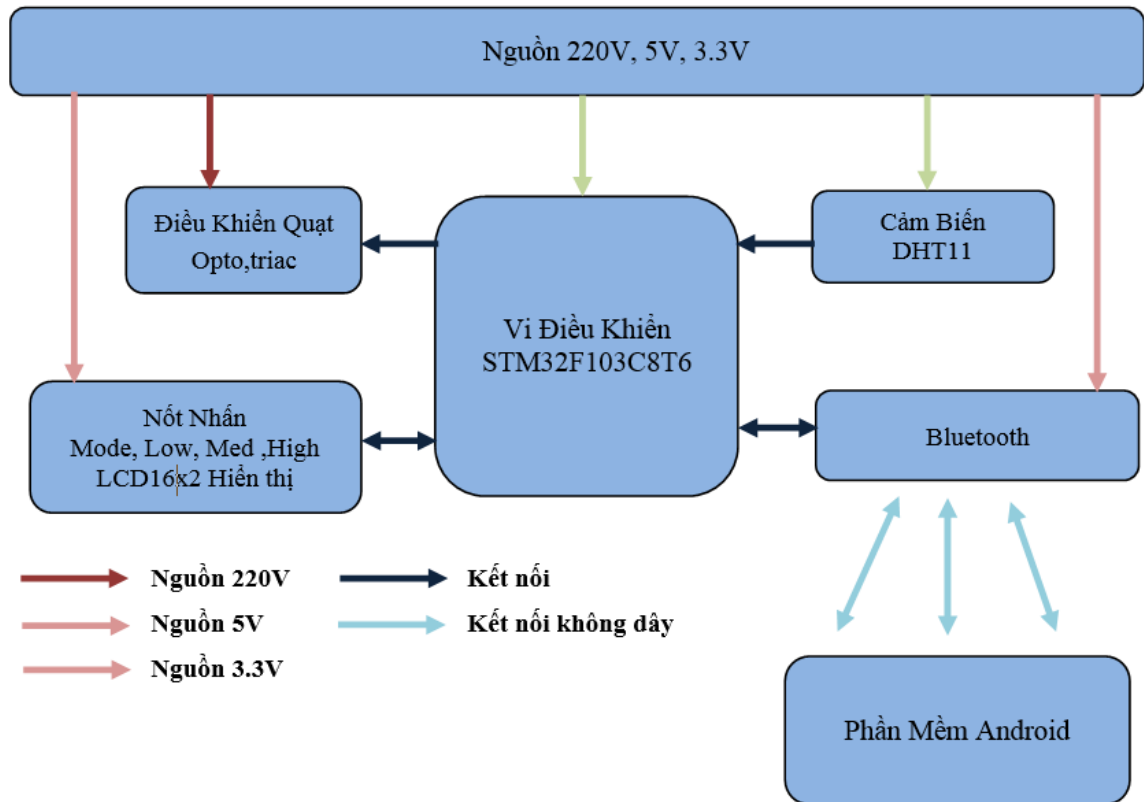 Nguồn 220V, 5V, 3.3V
Điều Khiển Quạt
Opto,triac
Cảm Biến
DHT11
Vi Điều Khiển
STM32F103C8T6
Nốt Nhấn
Mode, Low, Med ,High
LCD16x2 Hiển thị
Bluetooth
Nguồn 220V
Kết nối
Nguồn 5V
Kết nối không dây
Nguồn 3.3V
Phần Mềm Android